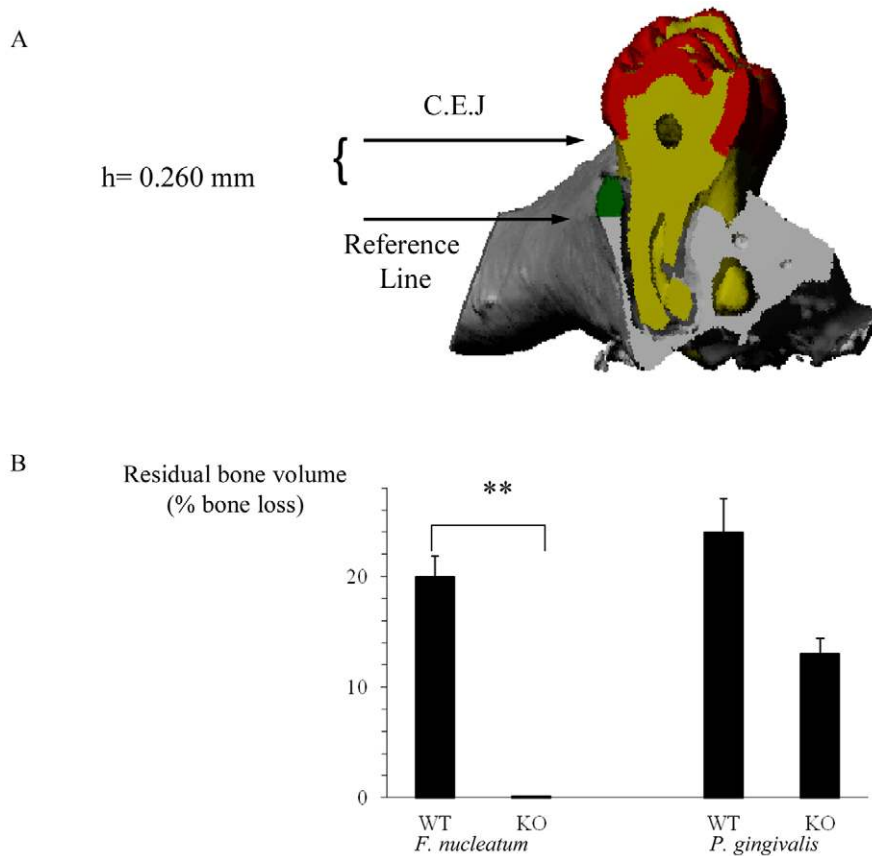 A
C.E.J
h= 0.260 mm
{
Reference
Line
B
Residual bone volume
(% bone loss)
**
20
10
0
WT KO WT KO
F. nucleatum P. gingivalis